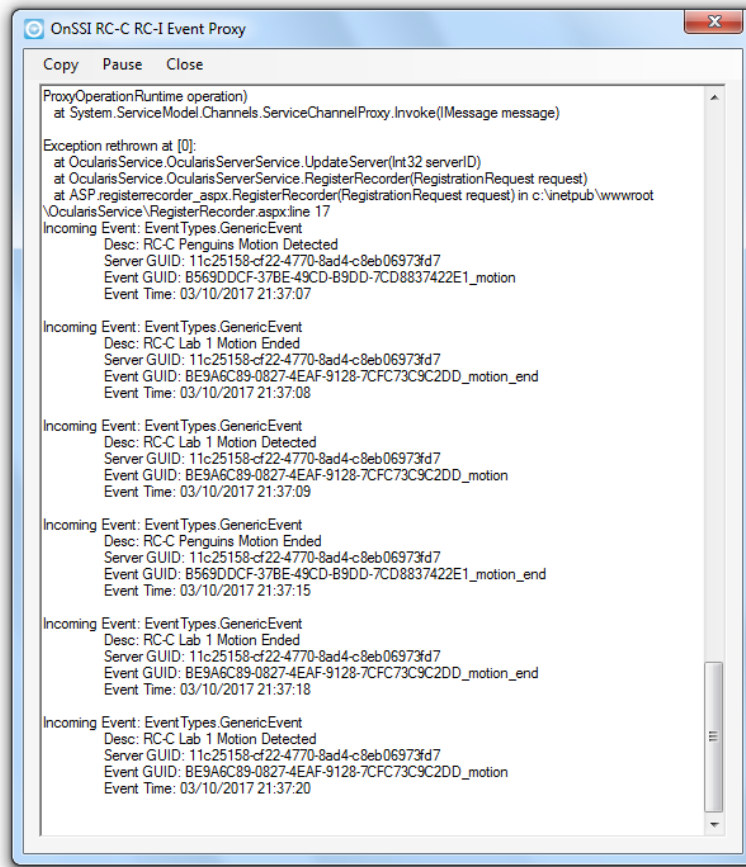 OnSSI RC-C RC-I Event Proxy
Copy Pause Close
ProxyOperationRuntime operation)
at System.ServiceModel.Channels.ServiceChannelProxy.Invoke(IMessage message)
Exception rethrown at [0]:
at OcularisService.OcularisServerService.UpdateServer(Int32 serverID)
at OcularisService.OcularisServerService.RegisterRecorder(RegistrationRequest request)
at ASP.registerrecorder_aspx.RegisterRecorder(RegistrationRequest request) in c:\inetpub\wwwroot
\OcularisService\RegisterRecorder.aspx:line 17
Incoming Event: EventTypes.GenericEvent
Desc: RC-C Penguins Motion Detected
Server GUID: 11c25158-cf22-4770-8ad4-c8eb06973fd7
Event GUID: B569DDCF-37BE-49CD-B9DD-7CD8837422E1_motion
Event Time: 03/10/2017 21:37:07
Incoming Event: EventTypes.GenericEvent
Desc: RC-C Lab 1 Motion Ended
Server GUID: 11c25158-cf22-4770-8ad4-c8eb06973fd7
Event GUID: BE9A6C89-0827-4EAF-9128-7CFC73C9C2DD_motion_end
Event Time: 03/10/2017 21:37:08
Incoming Event: EventTypes.GenericEvent
Desc: RC-C Lab 1 Motion Detected
Server GUID: 11c25158-cf22-4770-8ad4-c8eb06973fd7
Event GUID: BE9A6C89-0827-4EAF-9128-7CFC73C9C2DD_motion
Event Time: 03/10/2017 21:37:09
Incoming Event: EventTypes.GenericEvent
Desc: RC-C Penguins Motion Ended
Server GUID: 11c25158-cf22-4770-8ad4-c8eb06973fd7
Event GUID: B569DDCF-37BE-49CD-B9DD-7CD8837422E1_motion_end
Event Time: 03/10/2017 21:37:15
Incoming Event: EventTypes.GenericEvent
Desc: RC-C Lab 1 Motion Ended
Server GUID: 11c25158-cf22-4770-8ad4-c8eb06973fd7
Event GUID: BE9A6C89-0827-4EAF-9128-7CFC73C9C2DD_motion_end
Event Time: 03/10/2017 21:37:18
Incoming Event: EventTypes.GenericEvent
Desc: RC-C Lab 1 Motion Detected
Server GUID: 11c25158-cf22-4770-8ad4-c8eb06973fd7
Event GUID: BE9A6C89-0827-4EAF-9128-7CFC73C9C2DD_motion
Event Time: 03/10/2017 21:37:20